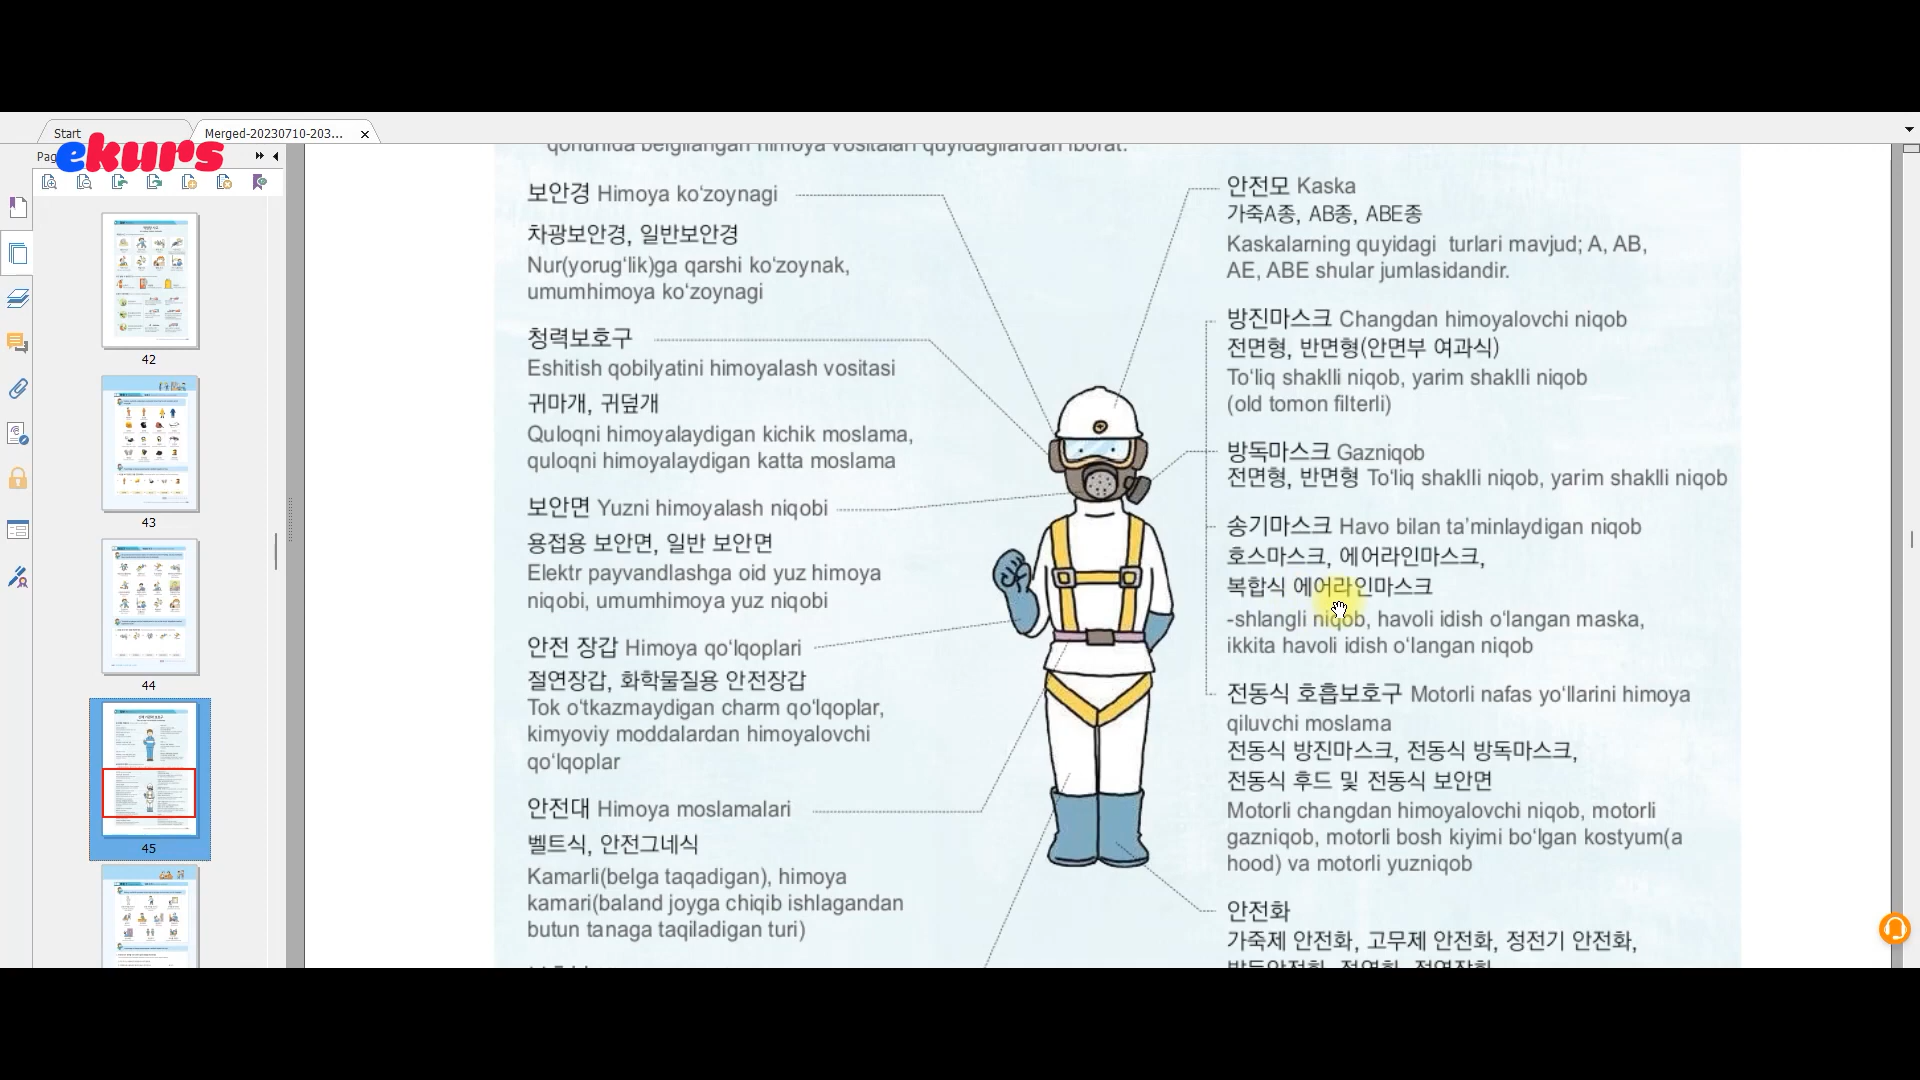 Start
Merged-20230710-203...
ekurs
qonunida belgilangan himoya vositalari quyidagilardan iborat.
보안경 Himoya ko‘zoynagi
차광보안경, 일반보안경
Nur(yorug‘lik)ga qarshi ko‘zoynak,
umumhimoya ko‘zoynagi
청력보호구
Eshitish qobilyatini himoyalash vositasi
귀마개, 귀덮개
Quloqni himoyalaydigan kichik moslama,
quloqni himoyalaydigan katta moslama
보안면 Yuzni himoyalash niqobi
용접용 보안면, 일반 보안면
Elektr payvandlashga oid yuz himoya
niqobi, umumhimoya yuz niqobi
안전 장갑 Himoya qo‘lqoplari
절연장갑, 화학물질용 안전장갑
Tok o‘tkazmaydigan charm qo‘lqoplar,
kimyoviy moddalardan himoyalovchi
qo‘lqoplar
안전대 Himoya moslamalari
벨트식, 안전그네식
Kamarli(belga taqadigan), himoya
kamari(baland joyga chiqib ishlagandan
butun tanaga taqiladigan turi)
안전모 Kaska
가죽A종, AB종, ABE종
Kaskalarning quyidagi turlari mavjud; A, AB,
AE, ABE shular jumlasidandir.
방진마스크 Changdan himoyalovchi niqob
전면형, 반면형(안면부 여과식)
To‘liq shaklli niqob, yarim shaklli niqob
(old tomon filterli)
방독마스크 Gazniqob
전면형, 반면형 To‘liq shaklli niqob, yarim shaklli niqob
송기마스크 Havo bilan ta’minlaydigan niqob
호스마스크, 에어라인마스크,
복합식 에어라인마스크
-shlangli niqob, havoli idish o‘langan maska,
ikkita havoli idish o‘langan niqob
전동식 호흡보호구 Motorli nafas yo‘llarini himoya
qiluvchi moslama
전동식 방진마스크, 전동식 방독마스크,
전동식 후드 및 전동식 보안면
Motorli changdan himoyalovchi niqob, motorli
gazniqob, motorli bosh kiyimi bo‘lgan kostyum(a
hood) va motorli yuzniqob
안전화
가죽제 안전화, 고무제 안전화, 정전기 안전화,
42
43
44
45